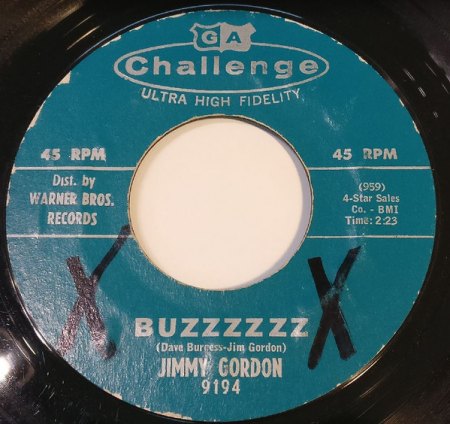 GA
Challenge
ULTRA HIGH FIDELITY
45 RPM
45 RPM
Dist. by
WARNER BROS.
RECORDS
(959)
4-Star Sales
Co. - BMI
Time: 2:23
X
X
BUZZZZZZ
(Dave Burgess-Jim Gordon)
JIMMY GORDON
9194